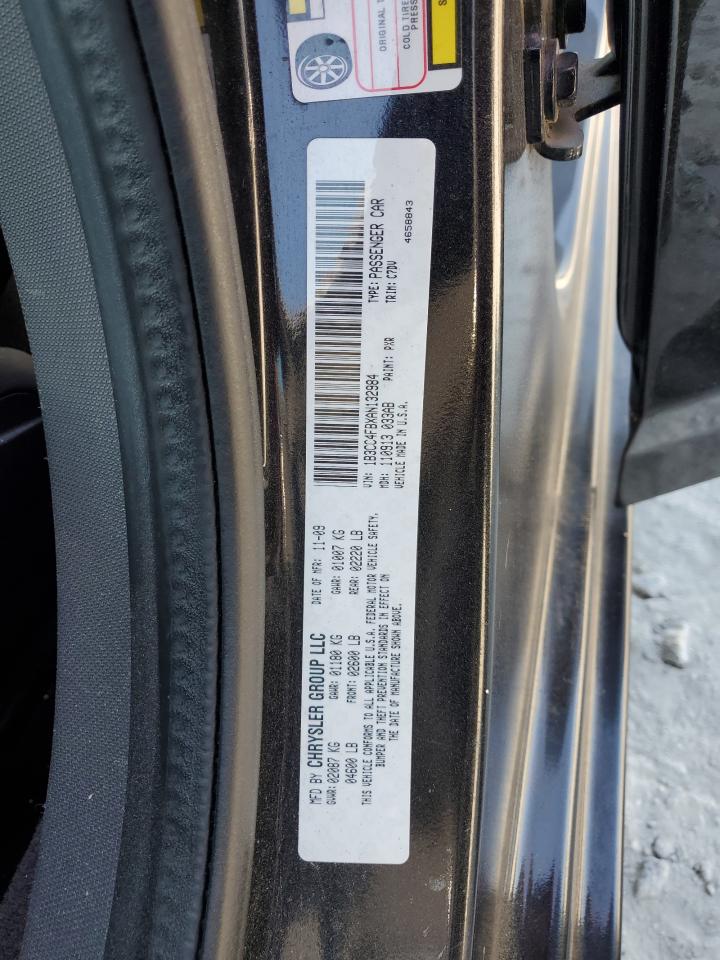 MFD BY CHRYSLER GROUP LLC DATE OF MFR: 11-09
GVWR: 02087 KG GAWR: 01180 KG GAWR: 01007 KG
04600 LB FRONT: 02600 LB REAR: 02220 LB
THIS VEHICLE CONFORMS TO ALL APPLICABLE U.S.A. FEDERAL MOTOR VEHICLE SAFETY,
BUMPER AND THEFT PREVENTION STANDARDS IN EFFECT ON
THE DATE OF MANUFACTURE SHOWN ABOVE.
VIN: 1B3CC4FBXAN132984 TYPE: PASSENGER CAR
MDH: 110913 033AB PAINT: PXR TRIM: C7DV
VEHICLE MADE IN U.S.A. 4658843
ORIGINAL
COLD TIRE
PRESS